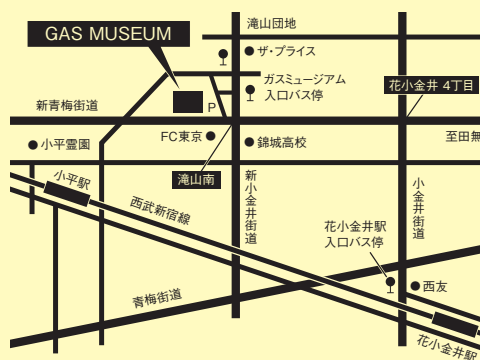 滝山団地
GAS MUSEUM
ザ・プライス
ガスミュージアム
入口バス停
花小金井 4丁目
新青梅街道
P
FC東京
錦城高校
至田無
小平霊園
滝山南
小平駅
新小金井街道
小金井街道
西武新宿線
花小金井駅
入口バス停
青梅街道
西友
花小金井駅